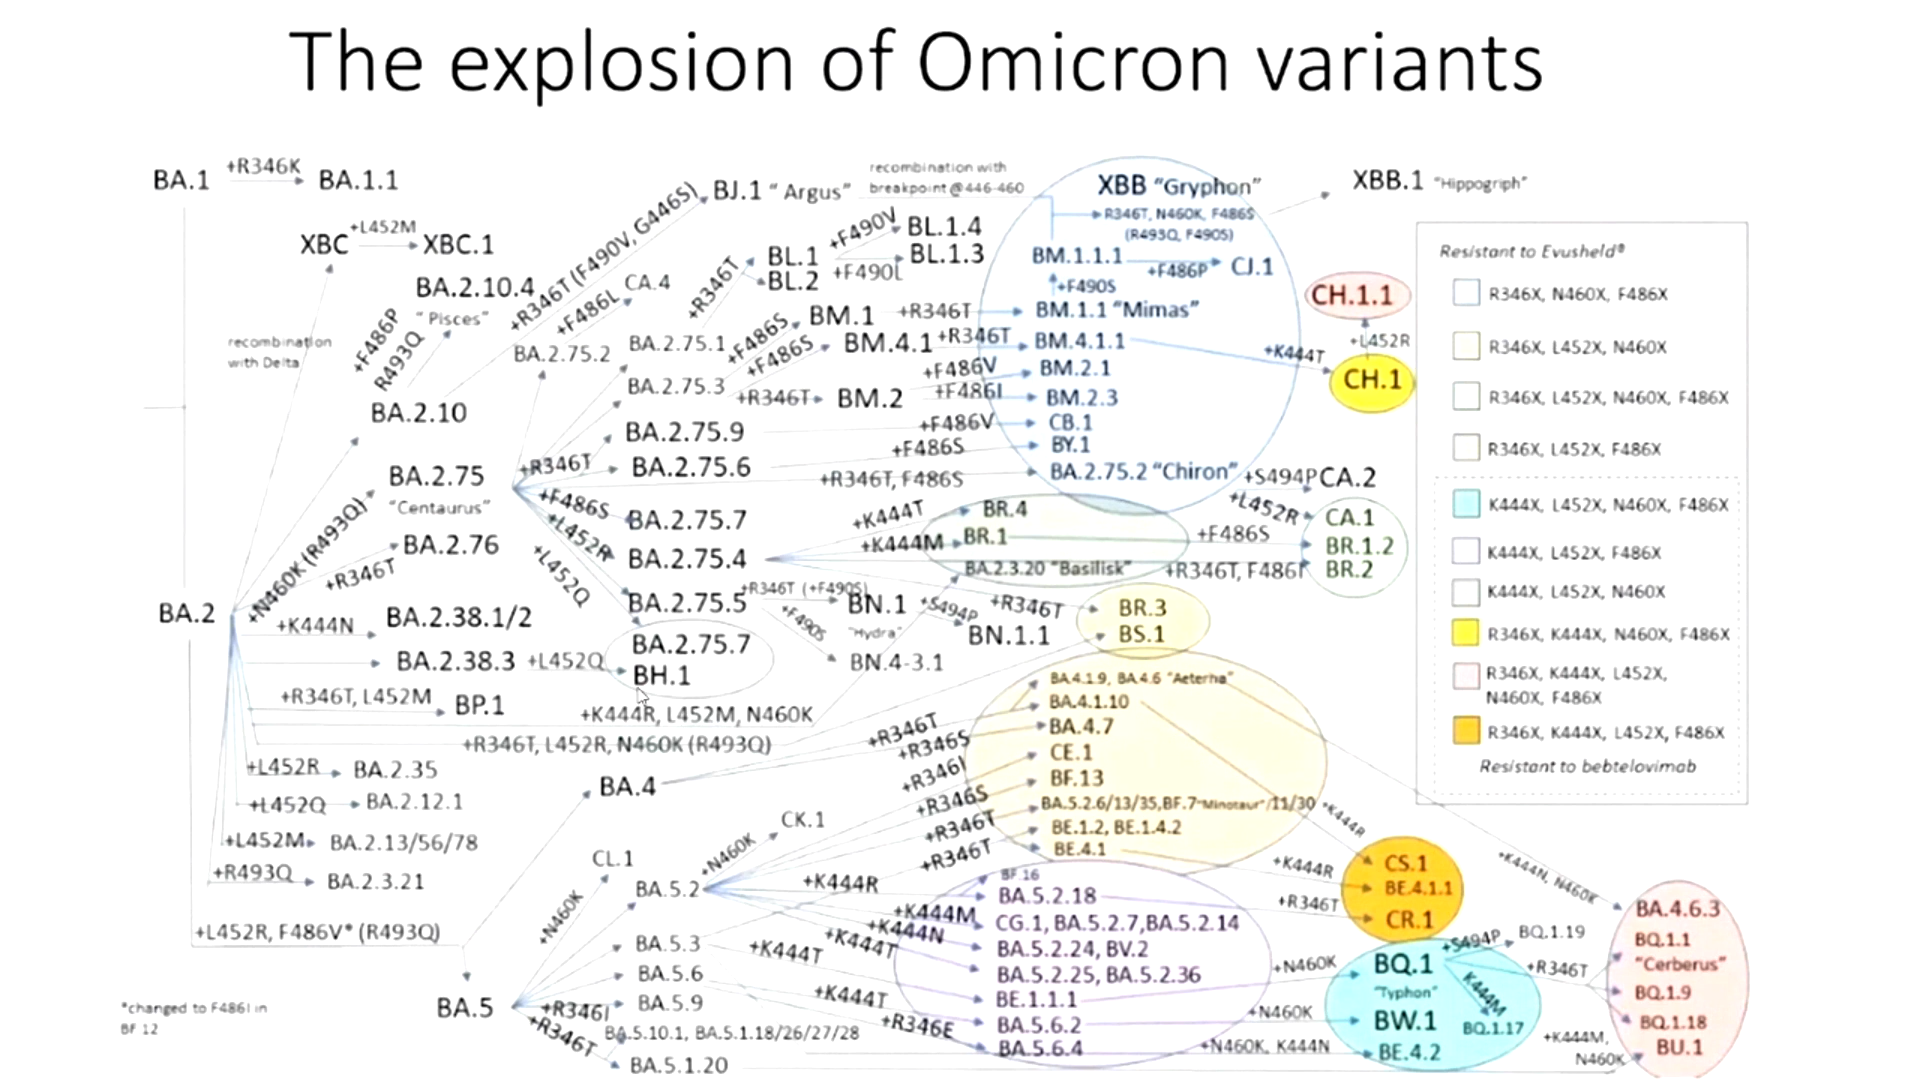 The explosion of Omicron variants
BA.1
+R346K
BA.1.1
XBC
+L452M
XBC.1
BA.2.10.4
"Pisces"
recombination
with Delta
+F486P
R493Q
BA.2.10
+R346T (F490V, G446S)
BJ.1 "Argus"
recombination with
breakpoint @446-460
XBB "Gryphon"
R346T, N460K, F486S
(R493Q, F490S)
XBB.1 "Hippogriph"
+F486L
CA.4
BA.2.75.2
BA.2.75.1
+R346T
BL.1
BL.2
+F490V
BL.1.4
+F490L
BL.1.3
BM.1.1.1
+F486P
CJ.1
+F490S
BA.2.75.3
+F486S
+F486S
BM.1
+R346T
BM.1.1 "Mimas"
BM.4.1
+R346T
BM.4.1.1
+K444T
CH.1
+L452R
CH.1.1
+R346T
BM.2
+F486V
BM.2.1
+F486I
BM.2.3
BA.2.75.9
+F486V
CB.1
+R346T
BA.2.75.6
+F486S
BY.1
BA.2.75
"Centaurus"
+R346T, F486S
BA.2.75.2 "Chiron"
+S494P
CA.2
+L452R
CA.1
BR.1.2
BR.2
+F486S
BA.2.75.7
+L452R
BA.2.75.4
+K444T
BR.4
+K444M
BR.1
+F486S
BA.2.3.20 "Basilisk"
+R346T, F486I
+L452Q
BA.2.75.5
+R346T (+F490S)
BN.1
"Hydra"
+S494P
BN.1.1
+F490S
BN.4-3.1
+R346T
BR.3
BS.1
BA.2.75.7
BH.1
BA.2
+N460K (R493Q)
+R346T
BA.2.76
+K444N
BA.2.38.1/2
BA.2.38.3
+L452Q
+R346T, L452M
BP.1
+K444R, L452M, N460K
+R346T, L452R, N460K (R493Q)
+L452R
BA.2.35
+L452Q
BA.2.12.1
+L452M
BA.2.13/56/78
+R493Q
BA.2.3.21
+L452R, F486V* (R493Q)
BA.4
+R346T
+R346S
+R346I
+R346S
+R346T
+R346T
BA.4.1.9, BA.4.6 "Aeterna"
BA.4.1.10
BA.4.7
CE.1
BF.13
BA.5.2.6/13/35,BF.7"Minotaur"/11/30
BE.1.2, BE.1.4.2
BE.4.1
+K444R
+K444R
+R346T
CS.1
BE.4.1.1
CR.1
CK.1
+N460K
CL.1
+N460K
BA.5.2
+K444R
+K444M
+K444N
+K444T
BF.16
BA.5.2.18
CG.1, BA.5.2.7,BA.5.2.14
BA.5.2.24, BV.2
BA.5.2.25, BA.5.2.36
BE.1.1.1
BA.5.6.2
BA.5.6.4
BA.5.3
+K444T
BA.5.6
+K444T
+R346E
BA.5
+R346I
BA.5.9
+R346T
BA.5.10.1, BA.5.1.18/26/27/28
BA.5.1.20
+N460K
+N460K
+N460K, K444N
BQ.1
"Typhon"
BW.1
BE.4.2
+S494P
BQ.1.19
+R346T
K444M
BQ.1.17
+K444N, N460K
+K444M,
N460K
BA.4.6.3
BQ.1.1
"Cerberus"
BQ.1.9
BQ.1.18
BU.1
*changed to F486I in
BF 12
Resistant to Evusheld®
R346X, N460X, F486X
R346X, L452X, N460X
R346X, L452X, N460X, F486X
R346X, L452X, F486X
K444X, L452X, N460X, F486X
K444X, L452X, F486X
K444X, L452X, N460X
R346X, K444X, N460X, F486X
R346X, K444X, L452X,
N460X, F486X
R346X, K444X, L452X, F486X
Resistant to bebtelovimab